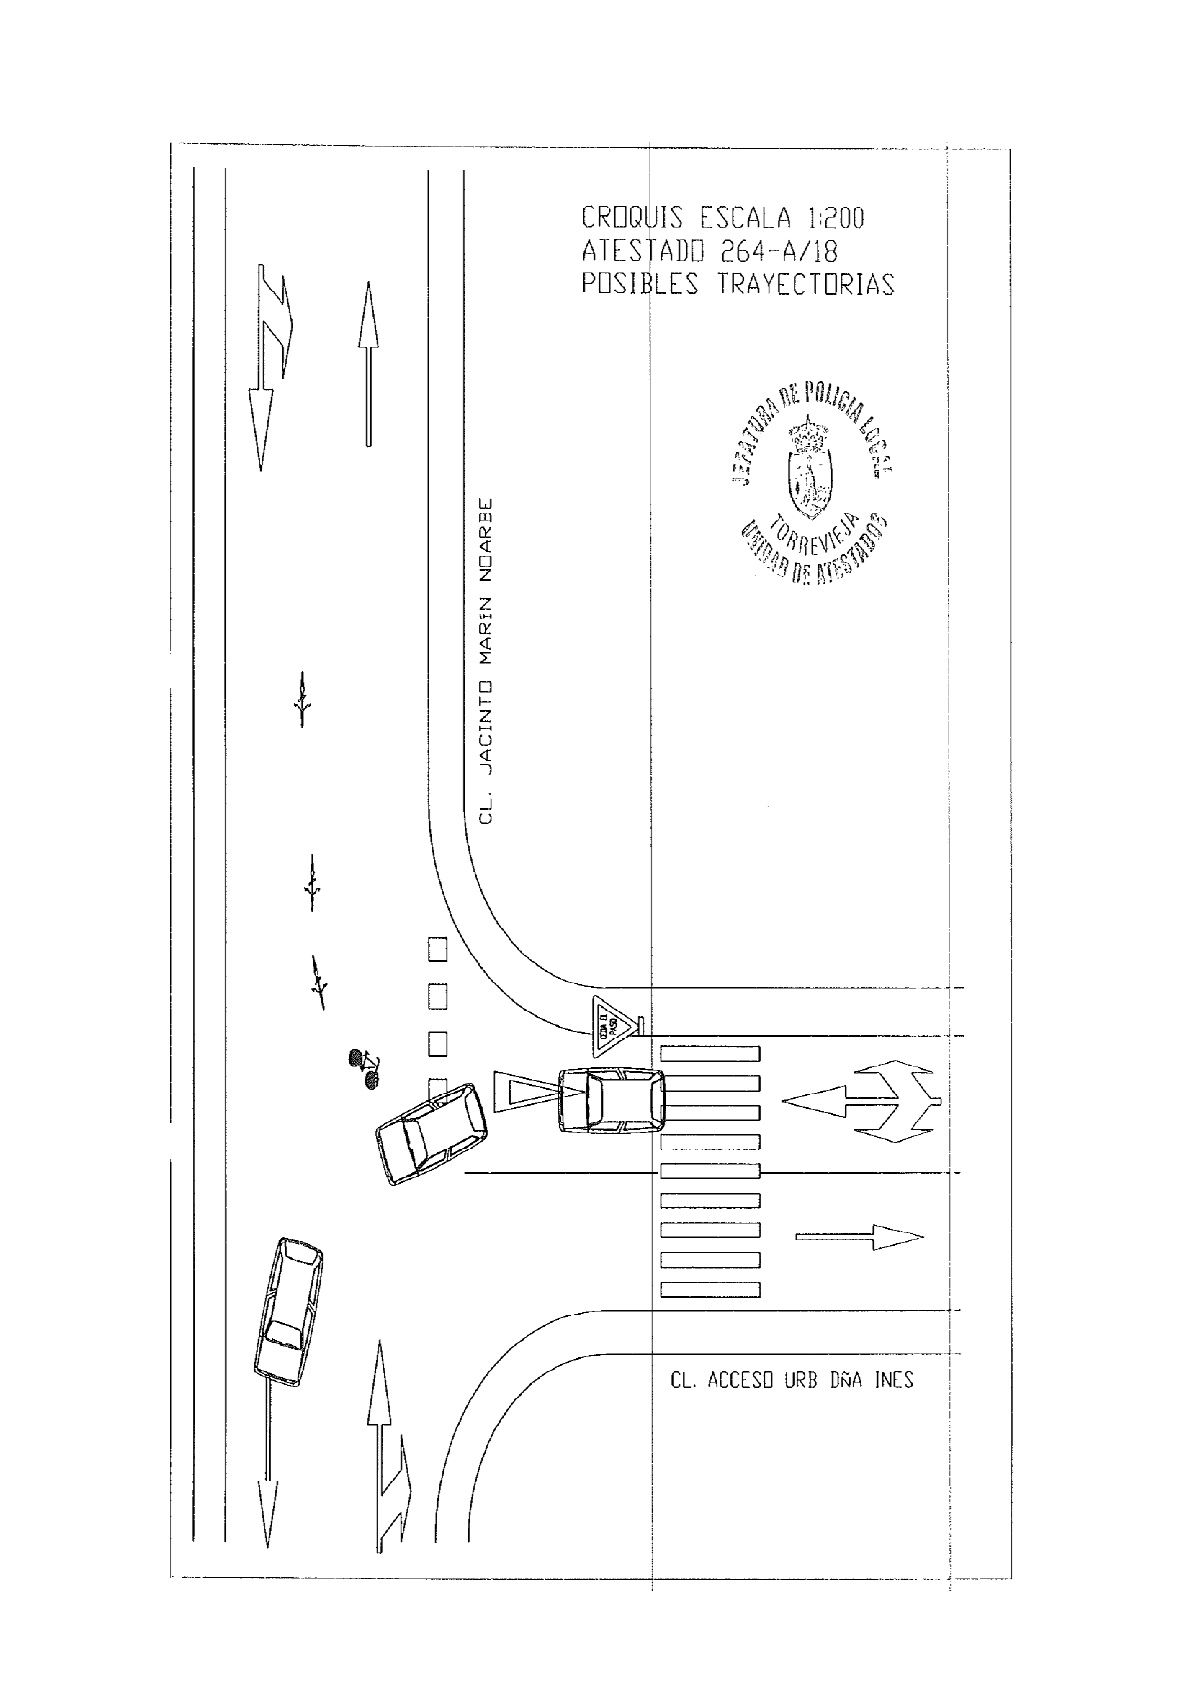 CROQUIS ESCALA 1:200
ATESTADO 264-A/18
POSIBLES TRAYECTORIAS
JEFATURA DE POLICIA LOCAL
TORREVIEJA
UNIDAD DE ATESTADOS
CL. JACINTO MARIN NOARBE
CEDA EL
PASO
CL. ACCESO URB DÑA INES